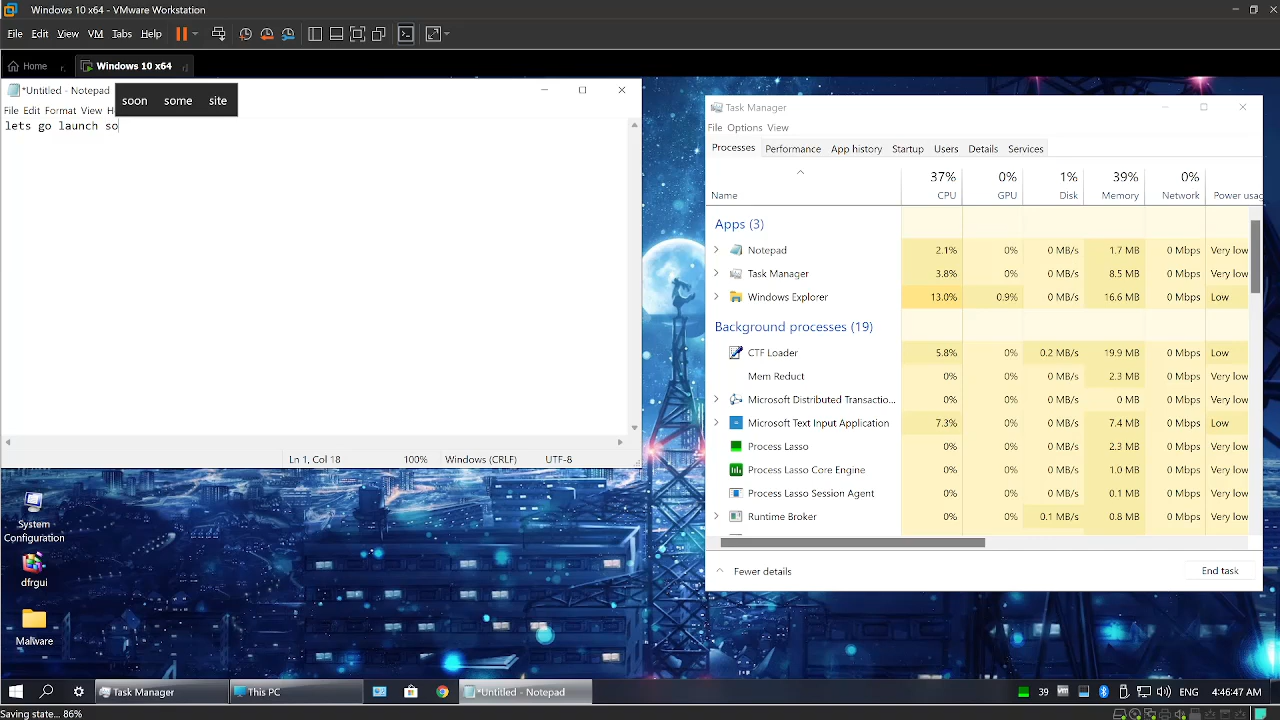 Windows 10 x64 - VMware Workstation
File Edit View VM Tabs Help
Home Windows 10 x64
*Untitled - Notepad
soon some site
File Edit Format View H
lets go launch so
Ln 1, Col 18 100% Windows (CRLF) UTF-8
Task Manager
File Options View
Processes Performance App history Startup Users Details Services
37% 0% 1% 39% 0%
Name CPU GPU Disk Memory Network Power usag
Apps (3)
Notepad 2.1% 0% 0 MB/s 1.7 MB 0 Mbps Very low
Task Manager 3.8% 0% 0 MB/s 8.5 MB 0 Mbps Very low
Windows Explorer 13.0% 0.9% 0 MB/s 16.6 MB 0 Mbps Low
Background processes (19)
CTF Loader 5.8% 0% 0.2 MB/s 19.9 MB 0 Mbps Low
Mem Reduct 0% 0% 0 MB/s 2.3 MB 0 Mbps Very low
Microsoft Distributed Transactio... 0% 0% 0 MB/s 0 MB 0 Mbps Very low
Microsoft Text Input Application 7.3% 0% 0 MB/s 7.4 MB 0 Mbps Low
Process Lasso 0% 0% 0 MB/s 2.3 MB 0 Mbps Very low
Process Lasso Core Engine 0% 0% 0 MB/s 1.0 MB 0 Mbps Very low
Process Lasso Session Agent 0% 0% 0 MB/s 0.1 MB 0 Mbps Very low
Runtime Broker 0% 0% 0.1 MB/s 0.8 MB 0 Mbps Very low
Fewer details End task
System Configuration
dfrgui
Malware
Task Manager This PC *Untitled - Notepad 39 ENG 1:11 PM
Saving state... 86%